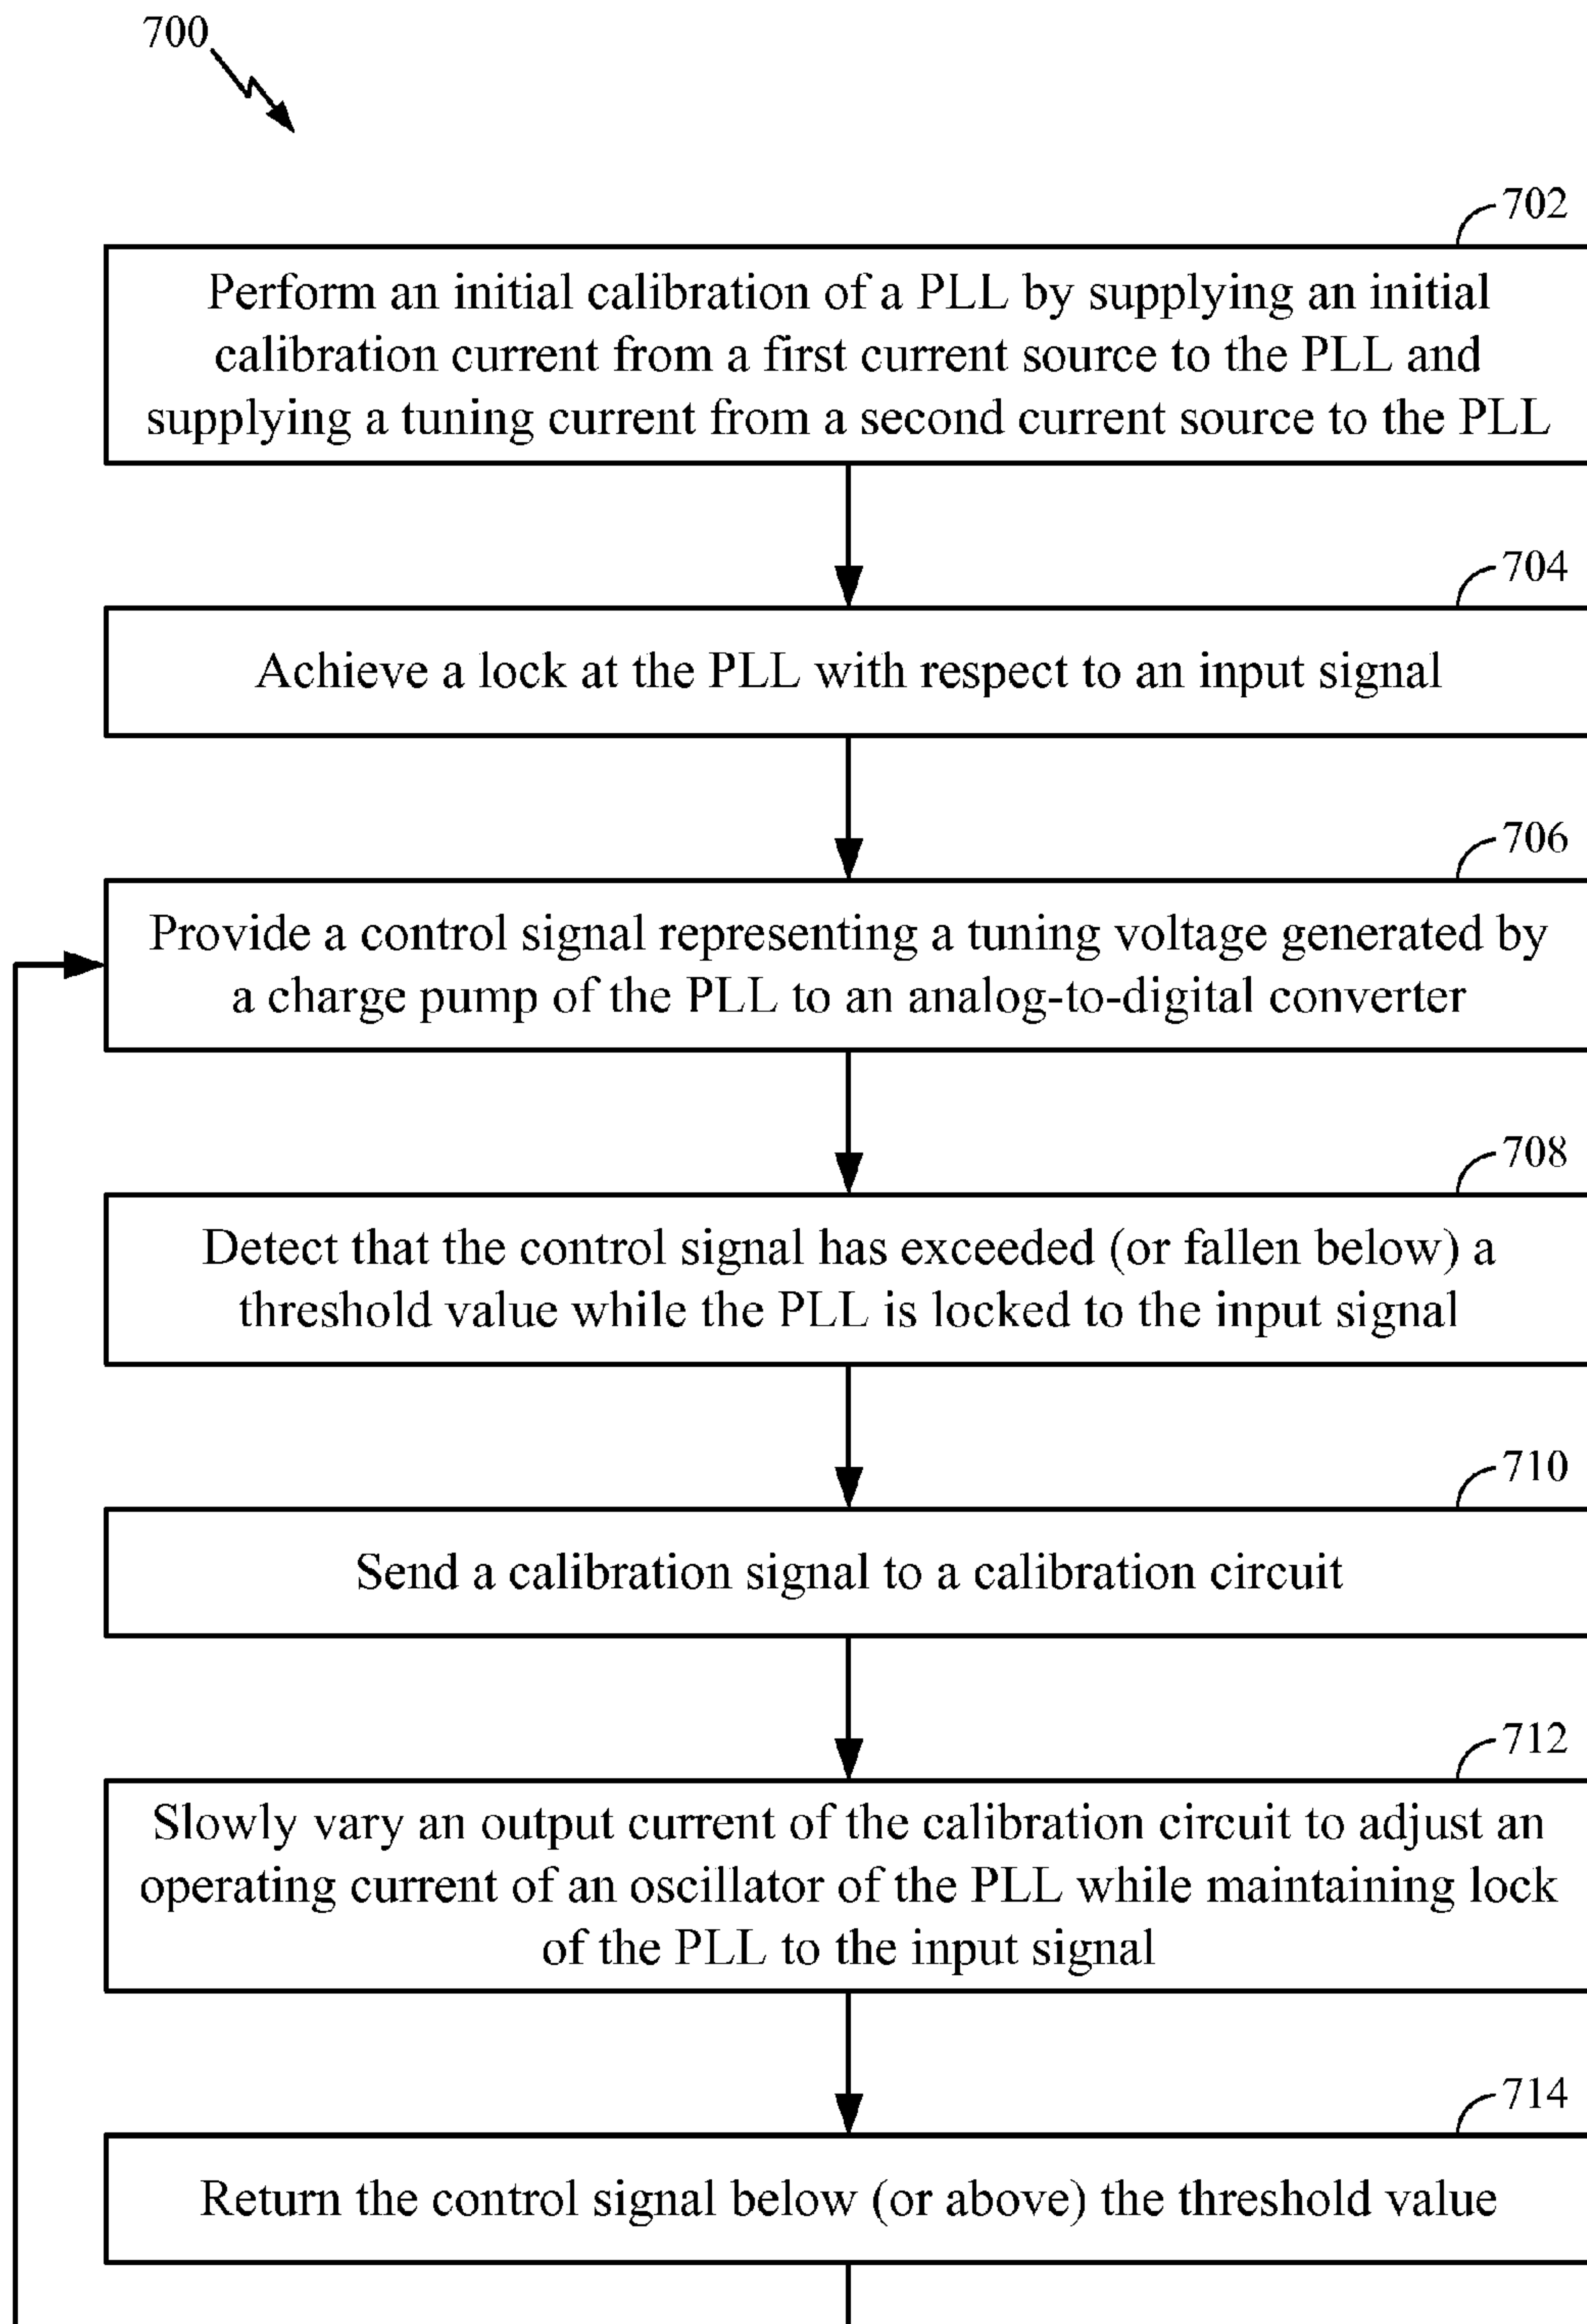 700
702
Perform an initial calibration of a PLL by supplying an initial
calibration current from a first current source to the PLL and
supplying a tuning current from a second current source to the PLL
704
Achieve a lock at the PLL with respect to an input signal
706
Provide a control signal representing a tuning voltage generated by
a charge pump of the PLL to an analog-to-digital converter
708
Detect that the control signal has exceeded (or fallen below) a
threshold value while the PLL is locked to the input signal
710
Send a calibration signal to a calibration circuit
712
Slowly vary an output current of the calibration circuit to adjust an
operating current of an oscillator of the PLL while maintaining lock
of the PLL to the input signal
714
Return the control signal below (or above) the threshold value